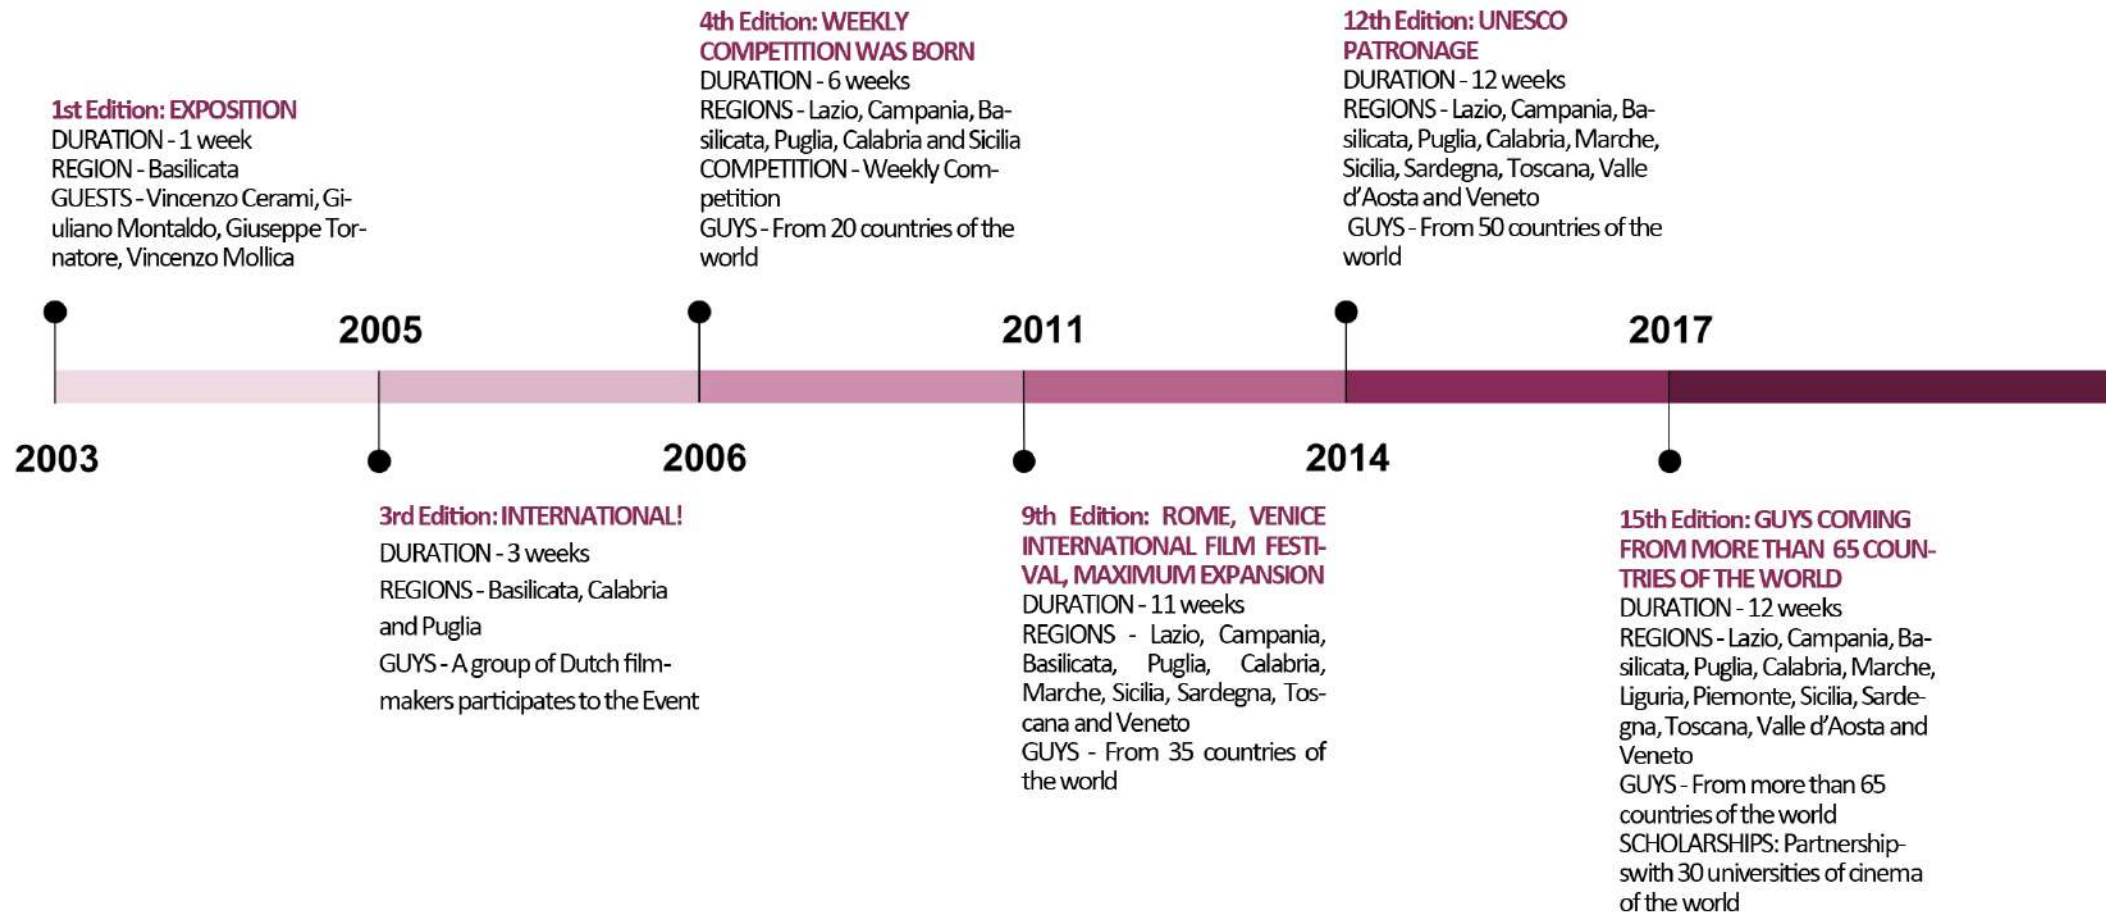 1st Edition: EXPOSITION
DURATION - 1 week
REGION - Basilicata
GUESTS - Vincenzo Cerami, Gi-
uliano Montaldo, Giuseppe Tor-
natore, Vincenzo Mollica
2003
2005
3rd Edition: INTERNATIONAL!
DURATION - 3 weeks
REGIONS - Basilicata, Calabria
and Puglia
GUYS - A group of Dutch film-
makers participates to the Event
4th Edition: WEEKLY
COMPETITION WAS BORN
DURATION - 6 weeks
REGIONS - Lazio, Campania, Ba-
silicata, Puglia, Calabria and Sicilia
COMPETITION - Weekly Com-
petition
GUYS - From 20 countries of the
world
2006
2011
9th Edition: ROME, VENICE
INTERNATIONAL FILM FESTI-
VAL, MAXIMUM EXPANSION
DURATION - 11 weeks
REGIONS - Lazio, Campania,
Basilicata, Puglia, Calabria,
Marche, Sicilia, Sardegna, Tos-
cana and Veneto
GUYS - From 35 countries of
the world
12th Edition: UNESCO
PATRONAGE
DURATION - 12 weeks
REGIONS - Lazio, Campania, Ba-
silicata, Puglia, Calabria, Marche,
Sicilia, Sardegna, Toscana, Valle
d'Aosta and Veneto
GUYS - From 50 countries of the
world
2014
2017
15th Edition: GUYS COMING
FROM MORE THAN 65 COUN-
TRIES OF THE WORLD
DURATION - 12 weeks
REGIONS - Lazio, Campania, Ba-
silicata, Puglia, Calabria, Marche,
Liguria, Piemonte, Sicilia, Sarde-
gna, Toscana, Valle d'Aosta and
Veneto
GUYS - From more than 65
countries of the world
SCHOLARSHIPS: Partnership-
swith 30 universities of cinema
of the world